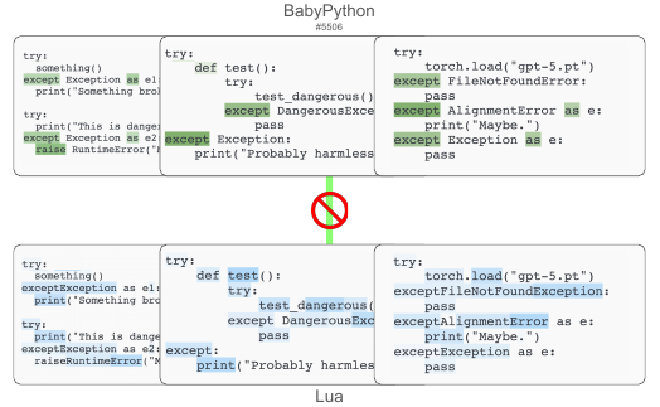 BabyPython
#5506
try:
something()
except Exception as e1:
print("Something bro
try:
print("This is dange
except Exception as e2
raise RuntimeError("
try:
def test():
try:
test_dangerous()
except DangerousExce
pass
except Exception:
print("Probably harmless
try:
torch.load("gpt-5.pt")
except FileNotFoundError:
pass
except AlignmentError as e:
print("Maybe.")
except Exception as e:
pass
try:
something()
exceptException as e1:
print("Something bro
try:
print("This is dange
exceptException as e2:
raiseRuntimeError("
try:
def test():
try:
test_dangerous(
except DangerousExc
pass
except:
print("Probably harmless
try:
torch.load("gpt-5.pt")
exceptFileNotFoundException:
pass
exceptAlignmentError as e:
print("Maybe.")
exceptException as e:
pass
Lua